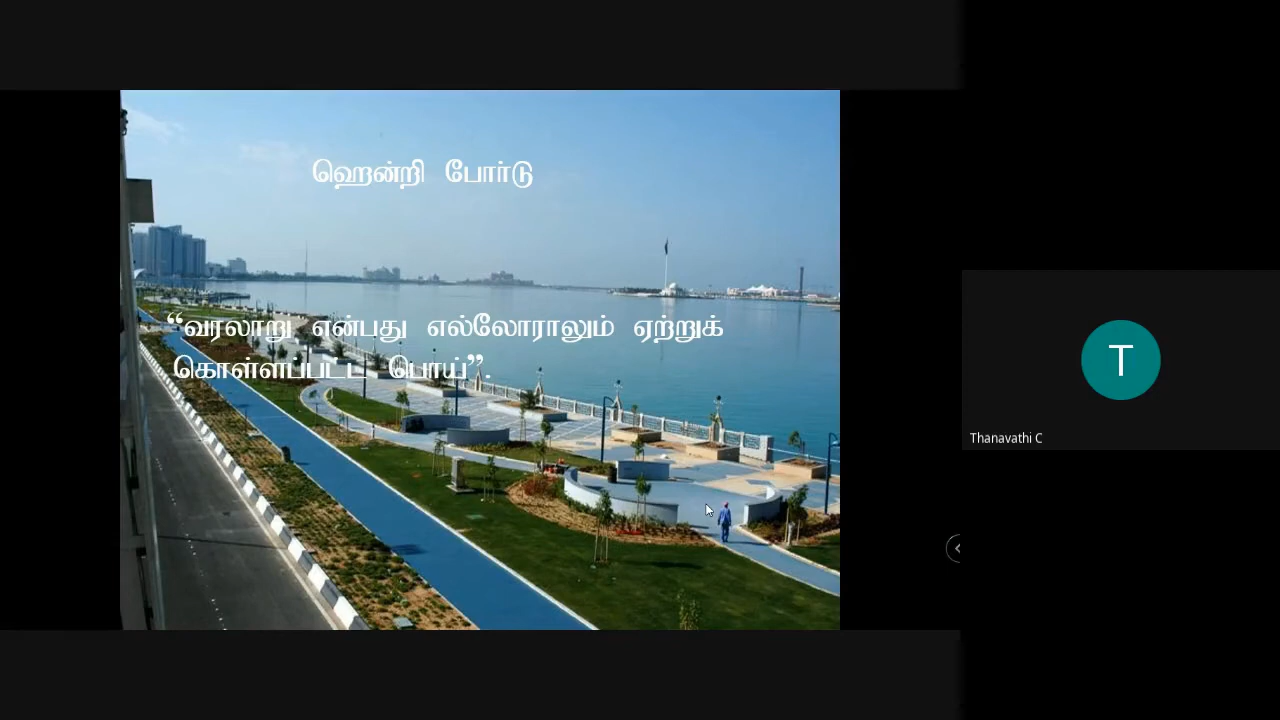 ஹென்றி போர்டு
“வரலாறு என்பது எல்லோராலும் ஏற்றுக்
கொள்ளப்பட்ட பொய்”.
T
Thanavathi C